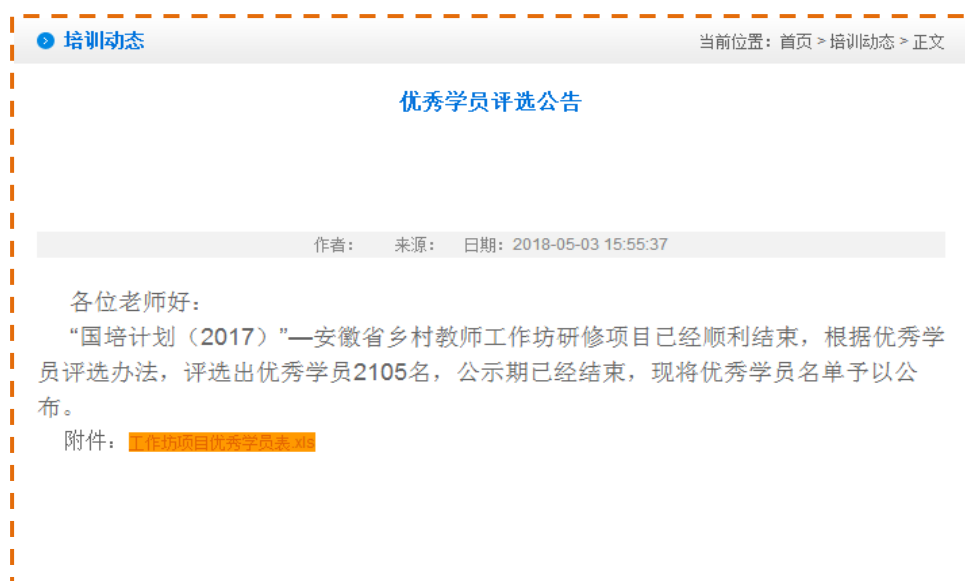 培训动态
当前位置：首页 > 培训动态 > 正文
优秀学员评选公告
作者： 来源： 日期：2018-05-03 15:55:37
各位老师好：
“国培计划（2017）”—安徽省乡村教师工作坊研修项目已经顺利结束，根据优秀学
员评选办法，评选出优秀学员2105名，公示期已经结束，现将优秀学员名单予以公
布。
附件：工作坊项目优秀学员表.xls